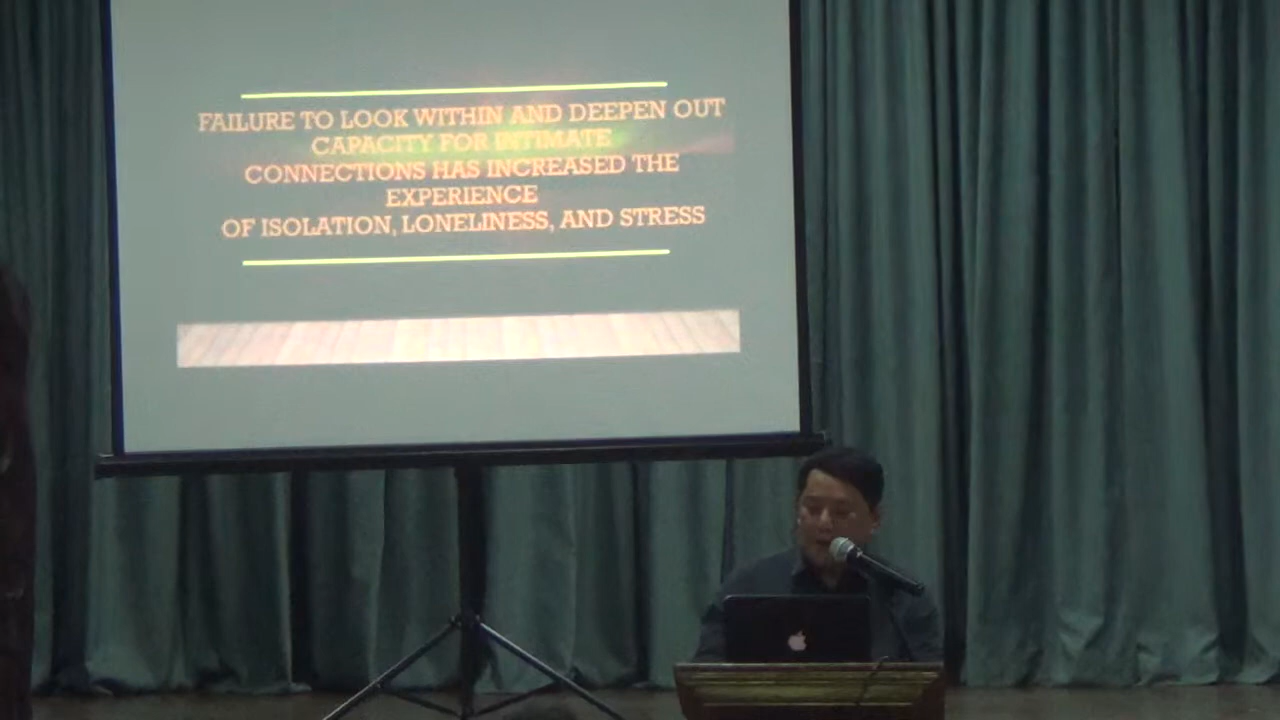 FAILURE TO LOOK WITHIN AND DEEPEN OUT
CAPACITY FOR INTIMATE
CONNECTIONS HAS INCREASED THE
EXPERIENCE
OF ISOLATION, LONELINESS, AND STRESS